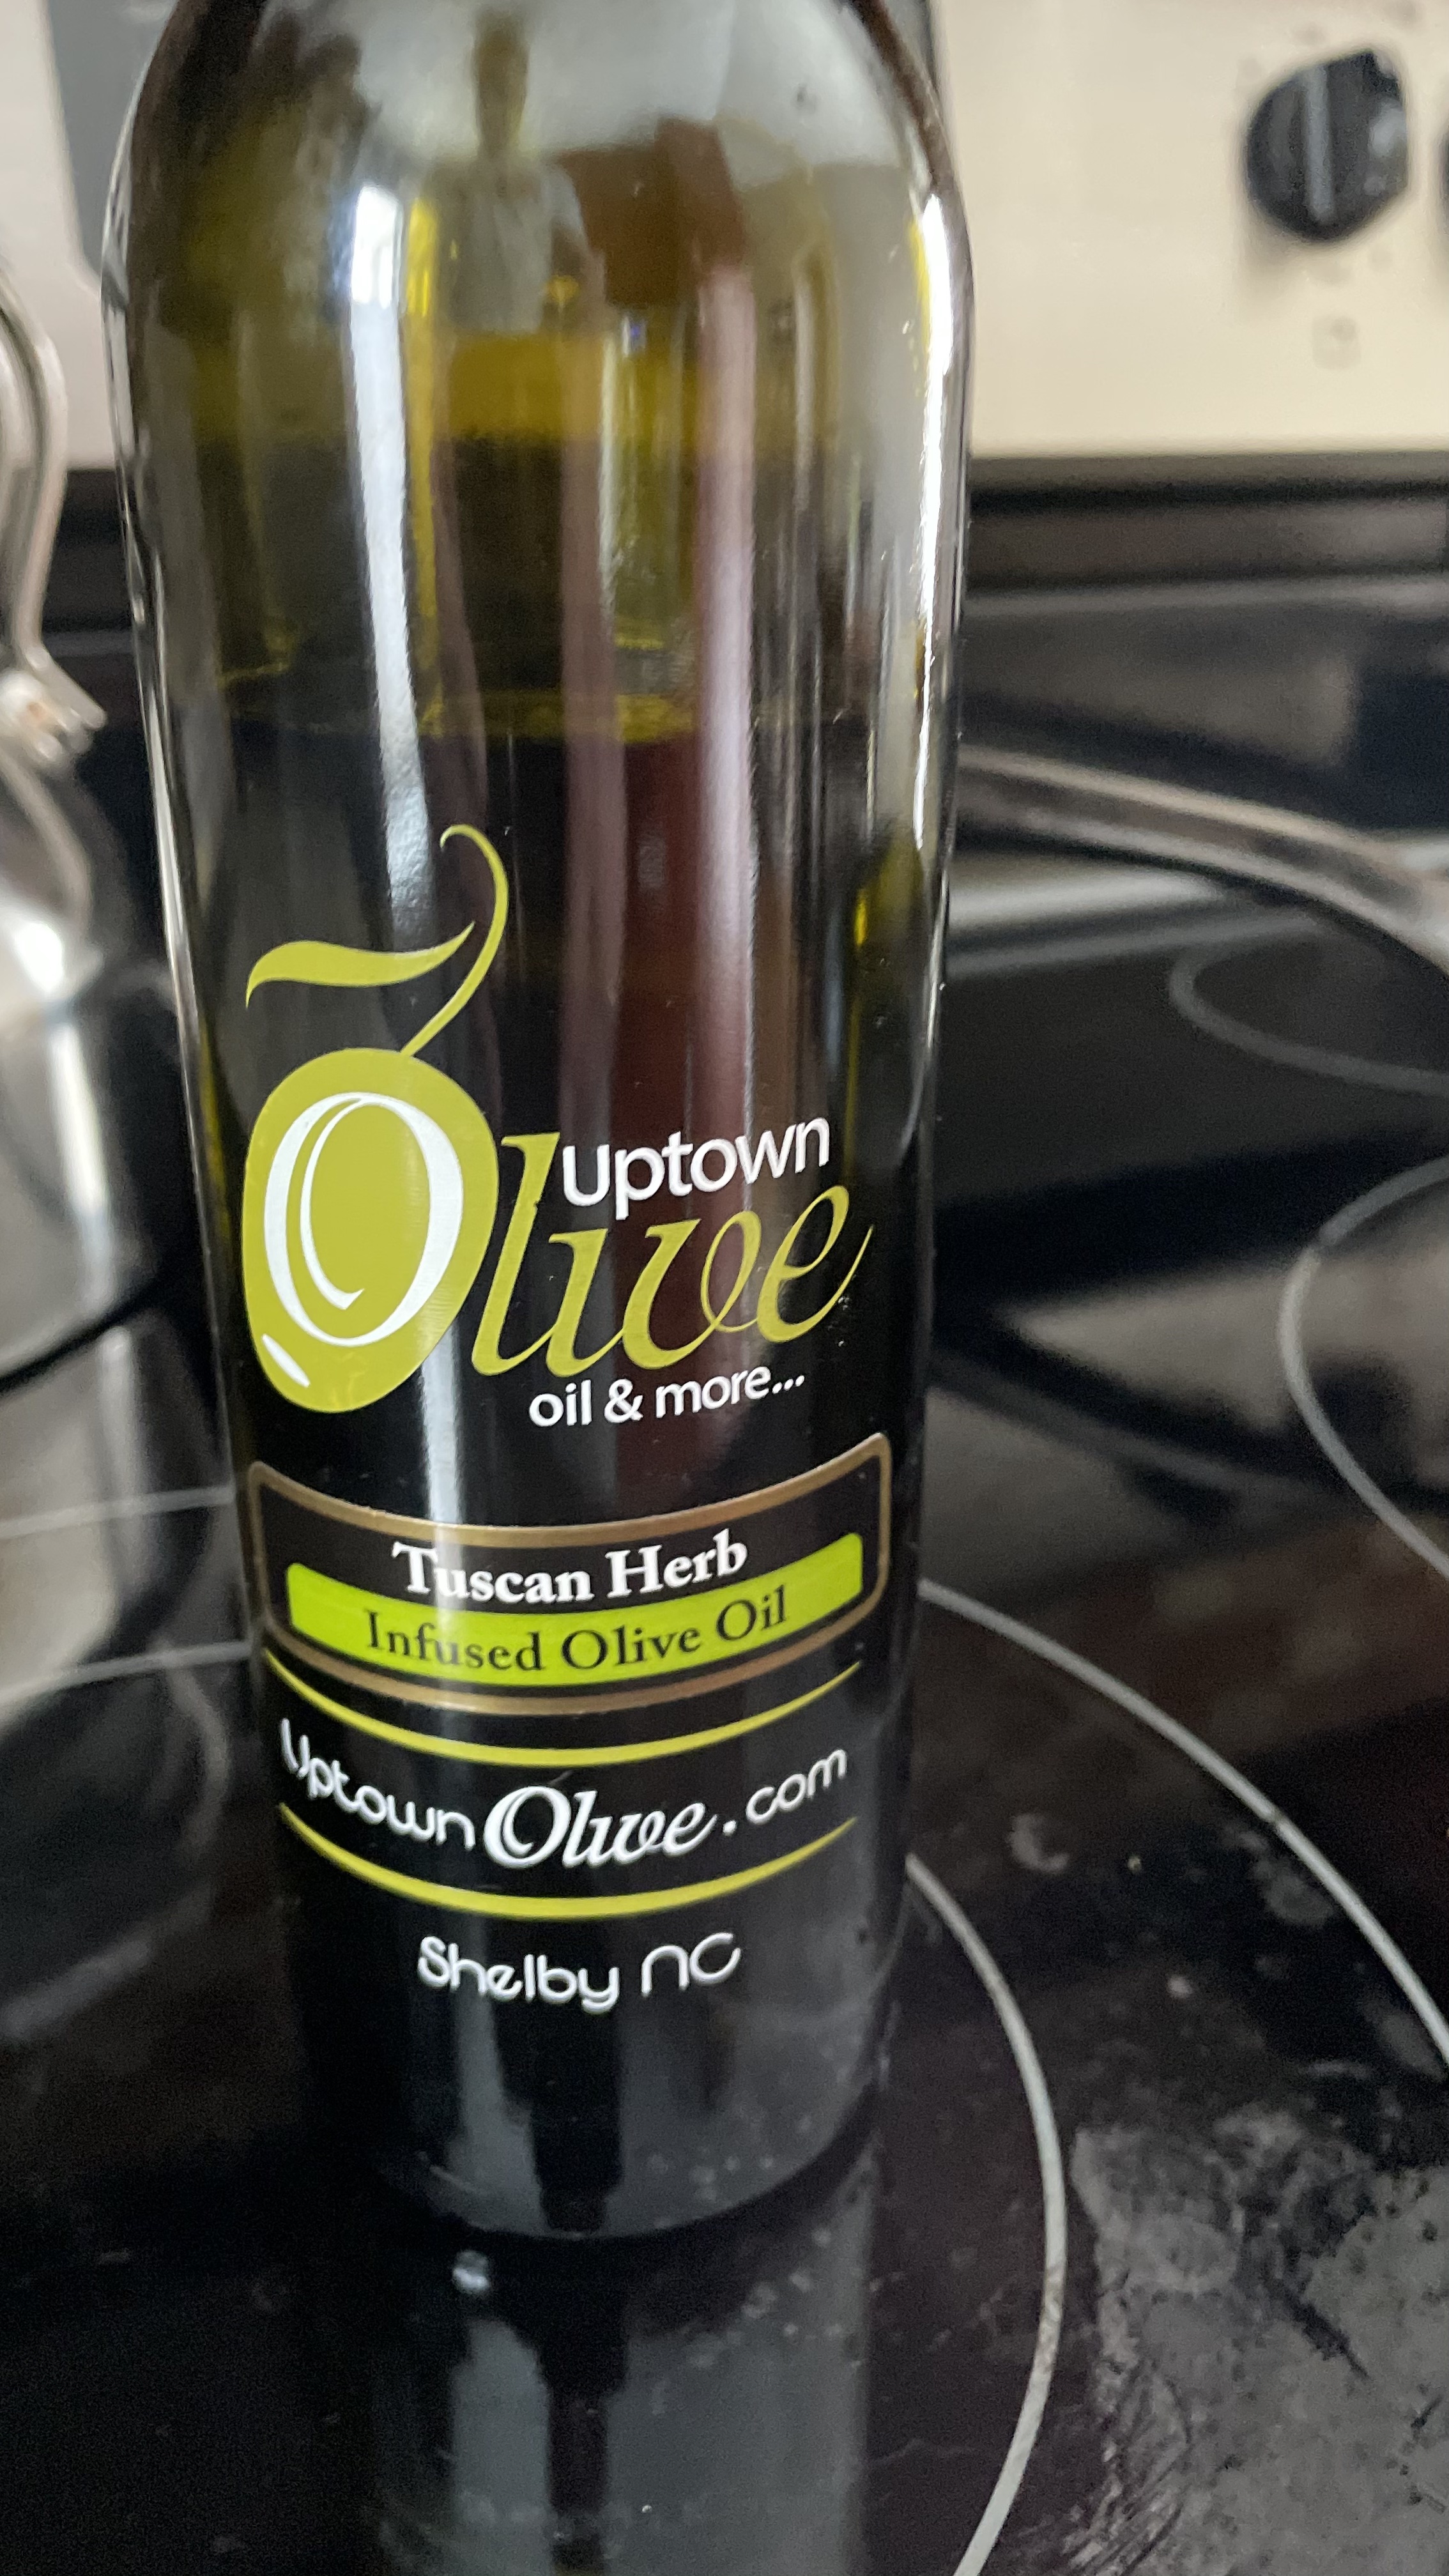 Uptown
Olive
oil & more...
Tuscan Herb
Infused Olive Oil
UptownOlive.com
Shelby NC